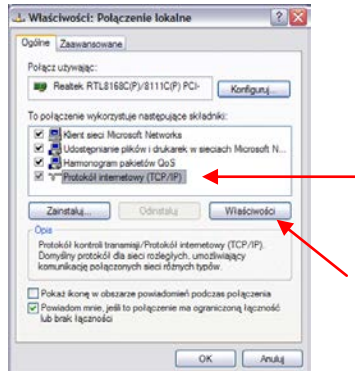 Właściwości: Połączenie lokalne
Ogólne Zaawansowane
Połącz używając:
Realtek RTL8168C(P)/8111C(P) PCI-
Konfiguruj...
To połączenie wykorzystuje następujące składniki:
Klient sieci Microsoft Networks
Udostępnianie plików i drukarek w sieciach Microsoft N...
Harmonogram pakietów QoS
Protokół internetowy (TCP/IP)
Zainstaluj... Odinstaluj Właściwości
Opis
Protokół kontroli transmisji/Protokół internetowy (TCP/IP).
Domyślny protokół dla sieci rozległych, umożliwiający
komunikację połączonych sieci różnych typów.
Pokaż ikonę w obszarze powiadomień podczas połączenia
Powiadom mnie, jeśli to połączenie ma ograniczoną łączność
lub brak łączności
OK Anuluj